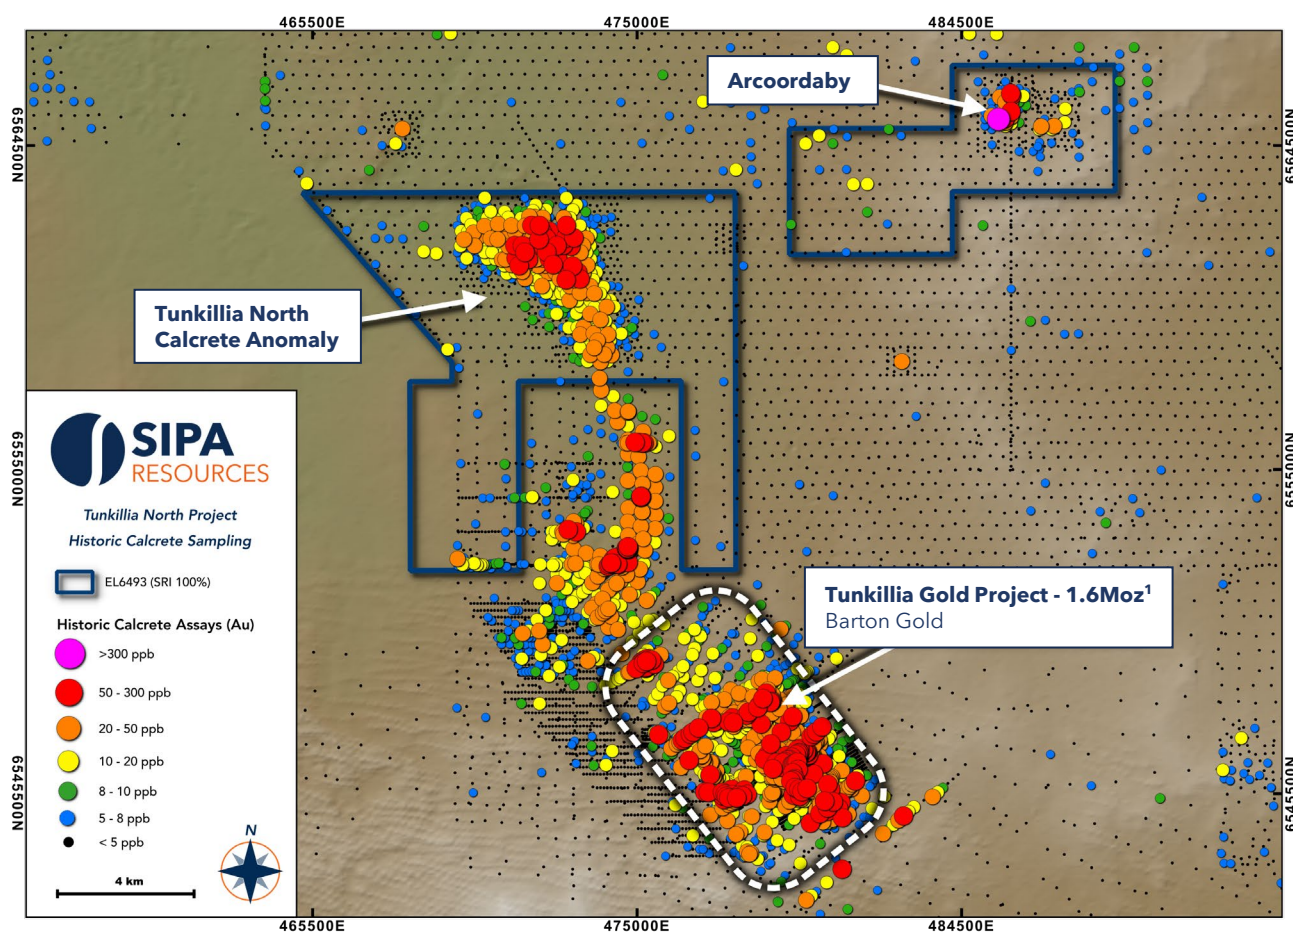 465500E
475000E
484500E
Arcoordaby
6564500N
6564500N
Tunkillia North
Calcrete Anomaly
SIPA
RESOURCES
6555000N
6555000N
Tunkillia North Project
Historic Calcrete Sampling
EL6493 (SRI 100%)
Tunkillia Gold Project - 1.6Moz¹
Barton Gold
Historic Calcrete Assays (Au)
>300 ppb
50 - 300 ppb
20 - 50 ppb
10 - 20 ppb
8 - 10 ppb
5 - 8 ppb
< 5 ppb
N
4 km
6545500N
6545500N
465500E
475000E
484500E